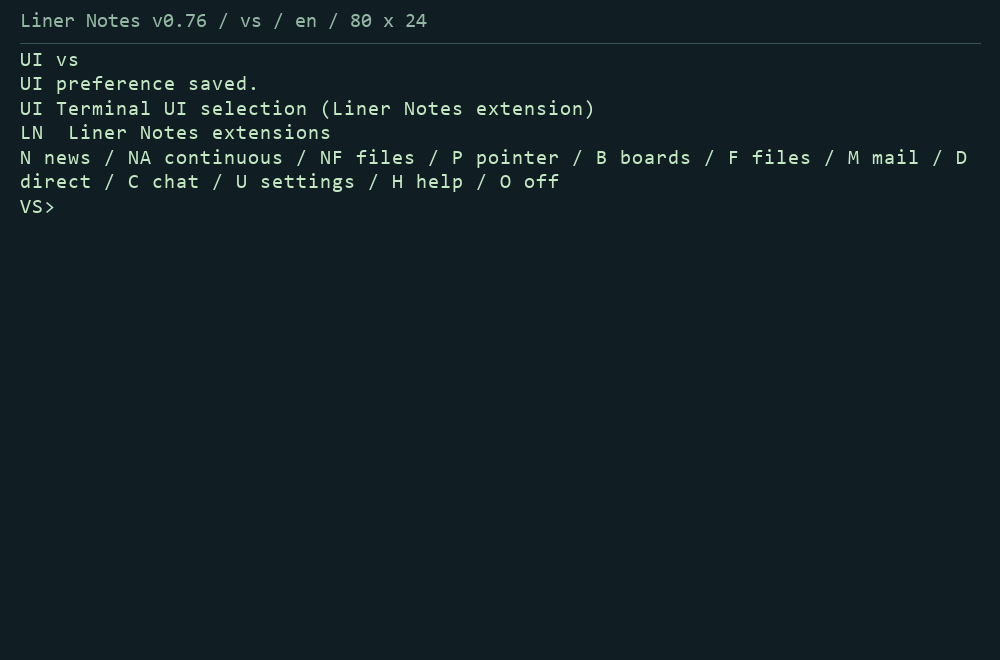 Liner Notes v0.76 / vs / en / 80 x 24
UI vs
UI preference saved.
UI Terminal UI selection (Liner Notes extension)
LN  Liner Notes extensions
N news / NA continuous / NF files / P pointer / B boards / F files / M mail / D
direct / C chat / U settings / H help / O off
VS>